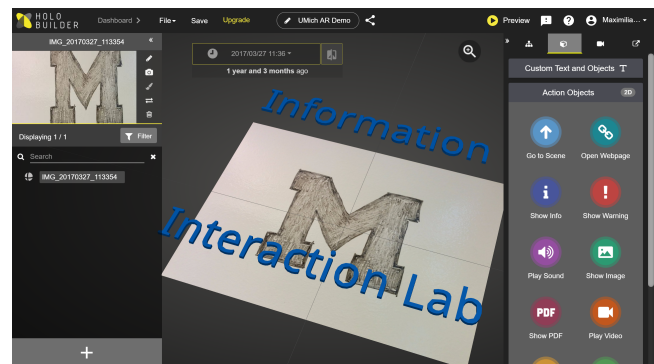 HOLO
BUILDER
Dashboard >
File
Save
Upgrade
UMich AR Demo
Preview
Maximilia...
IMG_20170327_113354
Displaying 1 / 1
Filter
Search
IMG_20170327_113354
2017/03/27 11:36
1 year and 3 months ago
Information
M
Interaction Lab
Custom Text and Objects T
Action Objects 2D
Go to Scene
Open Webpage
Show Info
Show Warning
Play Sound
Show Image
PDF
Show PDF
Play Video